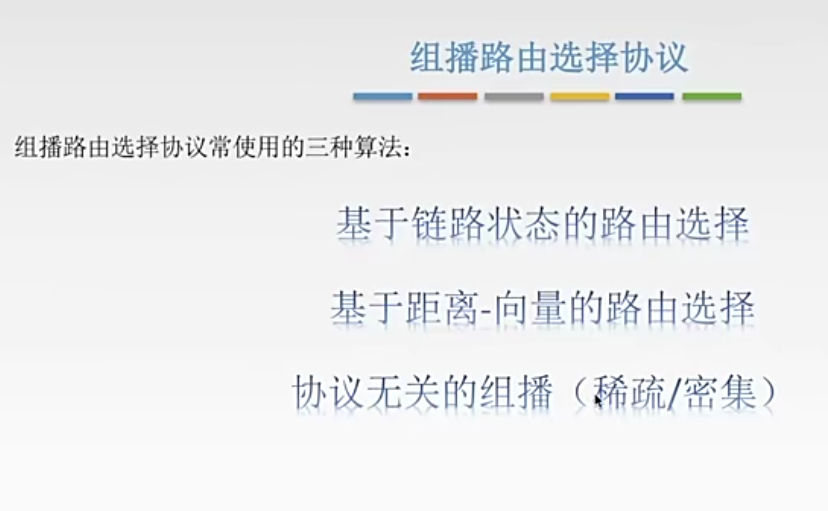 组播路由选择协议
组播路由选择协议常使用的三种算法：
基于链路状态的路由选择
基于距离-向量的路由选择
协议无关的组播（稀疏/密集）